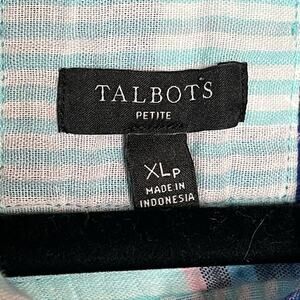 TALBOTS
PETITE
XLP
MADE IN
INDONESIA